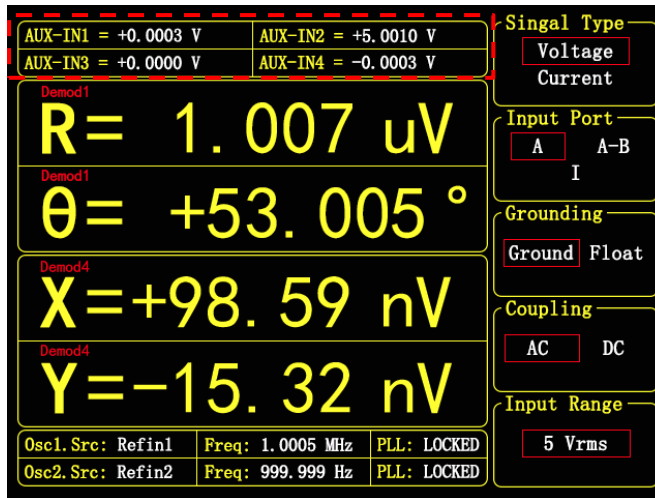 AUX-IN1 = +0.0003 V AUX-IN2 = +5.0010 V
AUX-IN3 = +0.0000 V AUX-IN4 = -0.0003 V
Demod1
R= 1.007 uV
Demod1
θ= +53.005 °
Demod4
X=+98.59 nV
Demod4
Y=-15.32 nV
Osc1.Src: Refin1 Freq: 1.0005 MHz PLL: LOCKED
Osc2.Src: Refin2 Freq: 999.999 Hz PLL: LOCKED
Singal Type
Voltage
Current
Input Port
A A-B
I
Grounding
Ground Float
Coupling
AC DC
Input Range
5 Vrms